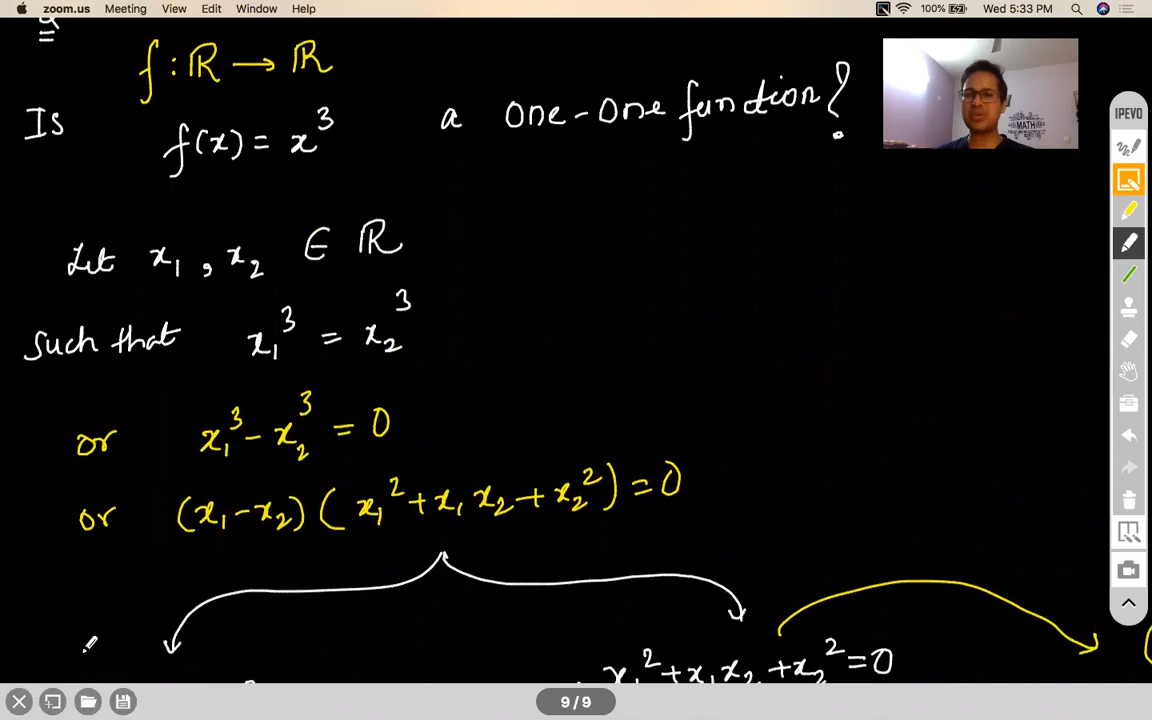 zoom.us Meeting View Edit Window Help 100% Wed 5:33 PM
f : ℝ → ℝ
Is f(x) = x³ a one-one function?
IPEVO
MATH
Let x₁, x₂ ∈ ℝ
such that x₁³ = x₂³
or x₁³ - x₂³ = 0
or (x₁ - x₂)(x₁² + x₁x₂ + x₂²) = 0
x₁² + x₁x₂ + x₂² = 0
9 / 9